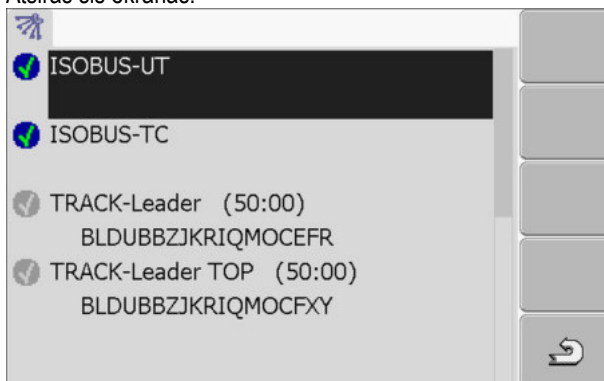 Atsiras šis ekranas:
ISOBUS-UT
ISOBUS-TC
TRACK-Leader (50:00)
BLDUBBZJKRIQMOCEFR
TRACK-Leader TOP (50:00)
BLDUBBZJKRIQMOCFXY